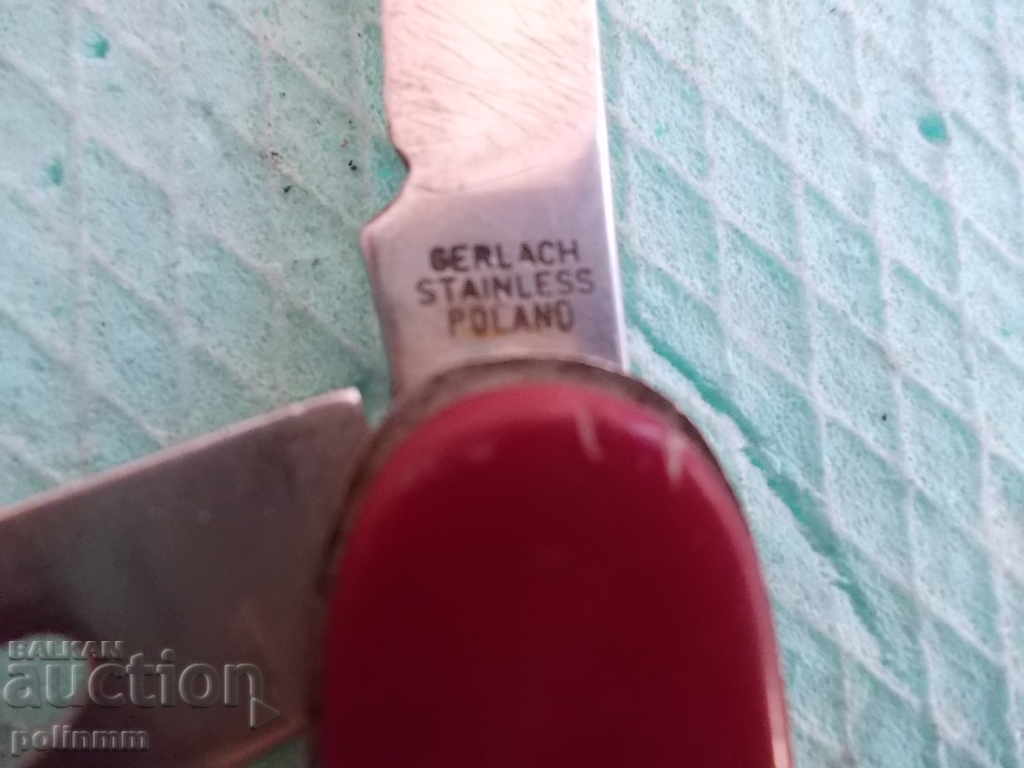 GERLACH
STAINLESS
POLAND
BALKAN
auction
polinmm